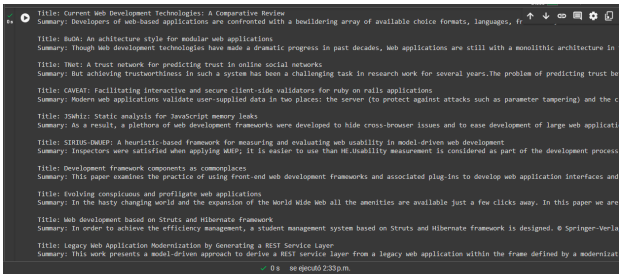 Title: Current Web Development Technologies: A Comparative Review
Summary: Developers of web-based applications are confronted with a bewildering array of available choice formats, languages, fr
0s
Title: BuOA: An achitecture style for modular web applications
Summary: Though Web development technologies have made a dramatic progress in past decades, Web applications are still with a monolithic architecture in
Title: TNet: A trust network for predicting trust in online social networks
Summary: But achieving trustworthiness in such a system has been a challenging task in research work for several years.The problem of predicting trust be
Title: CAVEAT: Facilitating interactive and secure client-side validators for ruby on rails applications
Summary: Modern web applications validate user-supplied data in two places: the server (to protect against attacks such as parameter tampering) and the c
Title: JSWhiz: Static analysis for JavaScript memory leaks
Summary: As a result, a plethora of web development frameworks were developed to hide cross-browser issues and to ease development of large web applicati
Title: SIRIUS-DWUEP: A heuristic-based framework for measuring and evaluating web usability in model-driven web development
Summary: Inspectors were satisfied when applying WUEP; it is easier to use than HE.Usability measurement is considered as part of the development process
Title: Development framework components as commonplaces
Summary: This paper examines the practice of using front-end web development frameworks and associated plug-ins to develop web application interfaces and
Title: Evolving conspicuous and profligate web applications
Summary: In the hasty changing world and the expansion of the World Wide Web all the amenities are available just a few clicks away. In this paper we are
Title: Web development based on Struts and Hibernate framework
Summary: In order to achieve the efficiency management, a student management system based on Struts and Hibernate framework is designed. © Springer-Verla
Title: Legacy Web Application Modernization by Generating a REST Service Layer
Summary: This work presents a model-driven approach to derive a REST service layer from a legacy web application within the frame defined by a modernizat
0 s se ejecutó 2:33 p.m.